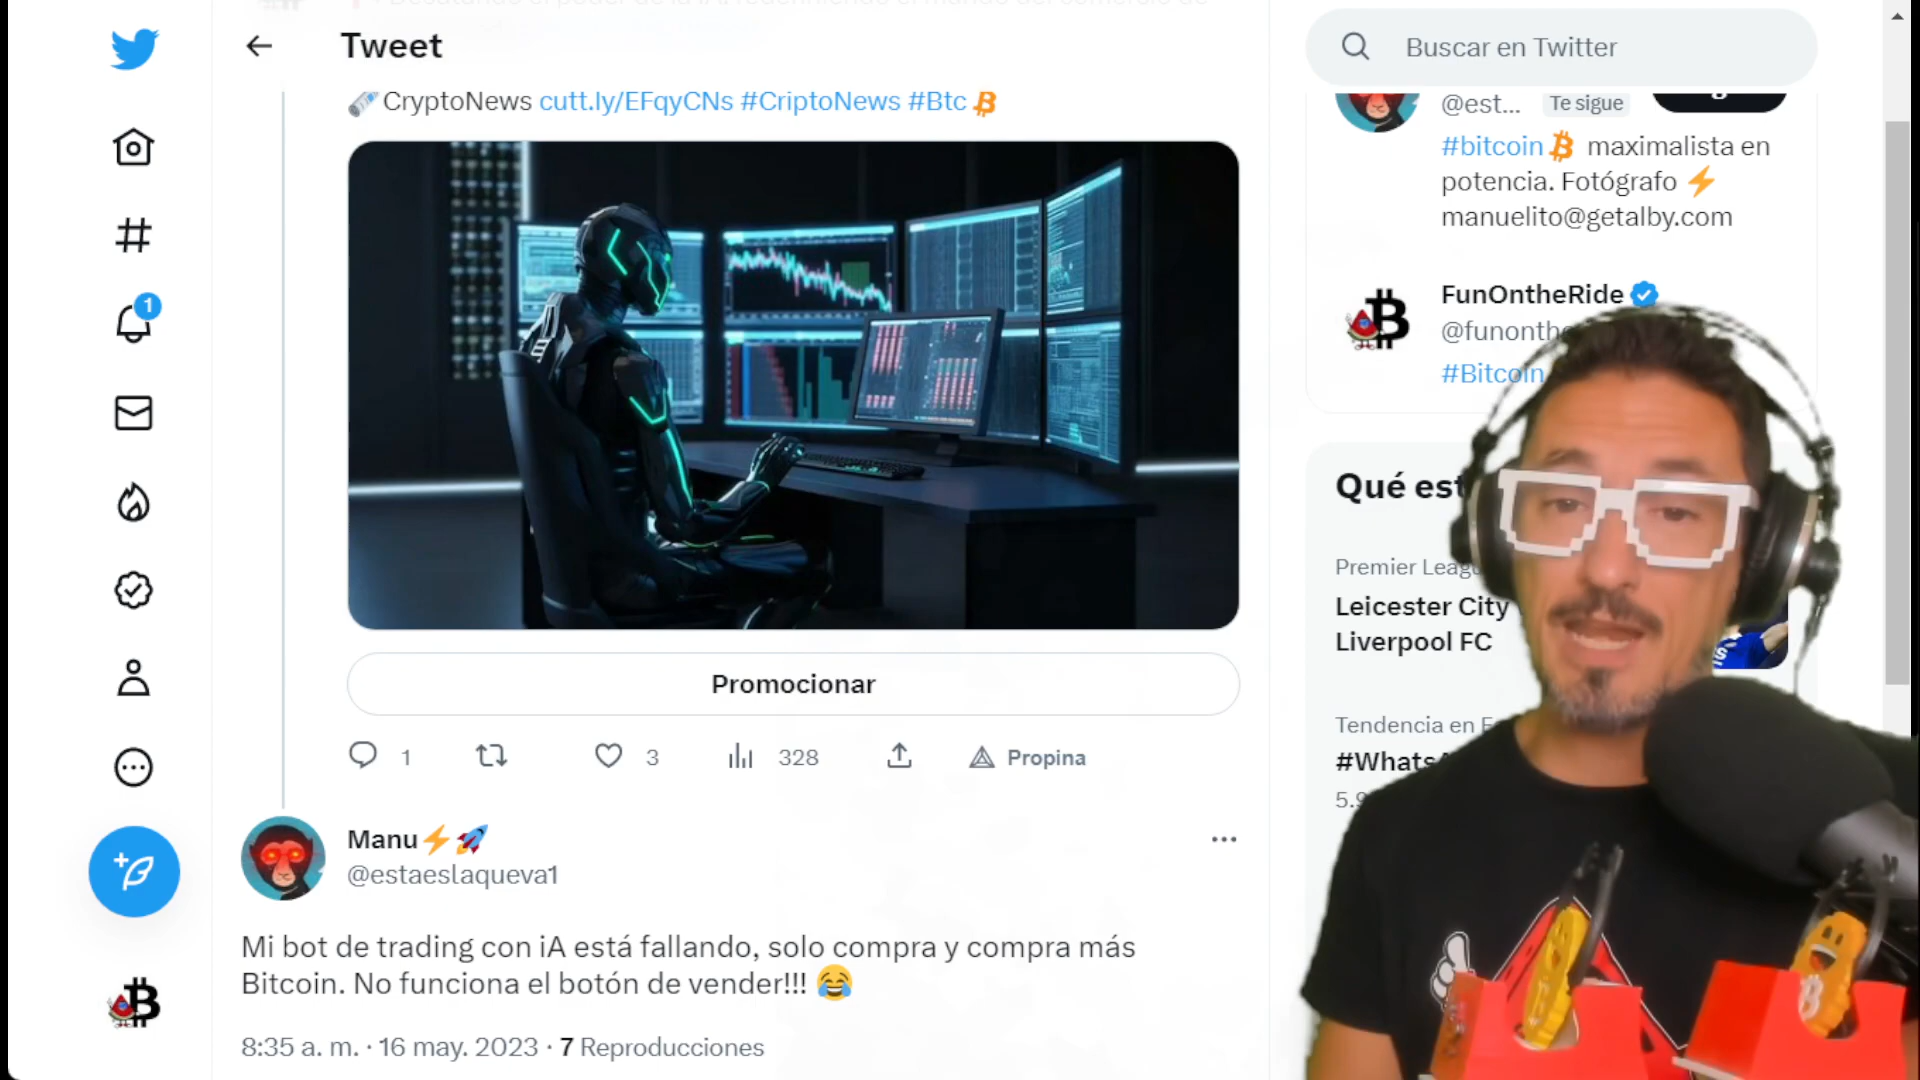 Tweet
Buscar en Twitter
CryptoNews cutt.ly/EFqyCNs #CriptoNews #Btc
@est... Te sigue
#bitcoin maximalista en
potencia. Fotógrafo
manuelito@getalby.com
FunOntheRide
#Bitcoin
1
Promocionar
1 3 328 Propina
Premier
Leicester City
Liverpool FC
Tendencia en
Manu
@estaeslaqueva1
Mi bot de trading con iA está fallando, solo compra y compra más
Bitcoin. No funciona el botón de vender!!!
8:35 a. m. · 16 may. 2023 · 7 Reproducciones